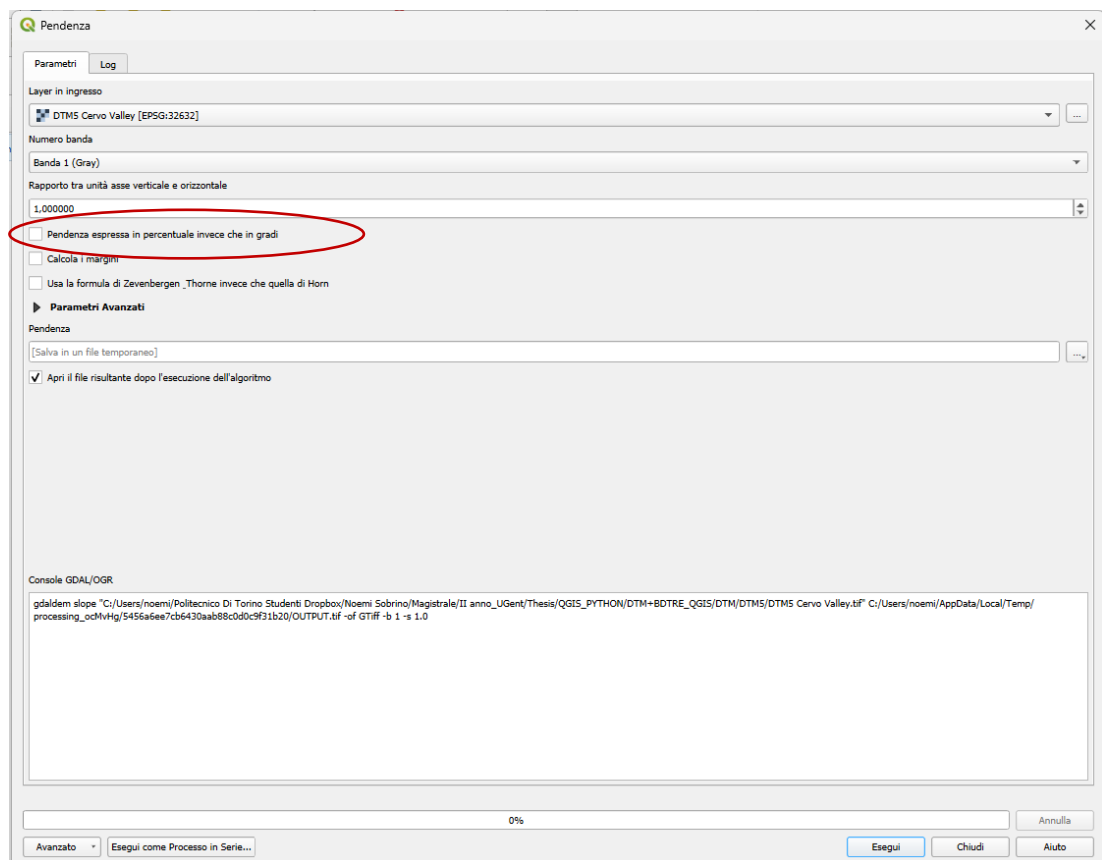 Pendenza
Parametri
Log
Layer in ingresso
DTM5 Cervo Valley [EPSG:32632]
...
Numero banda
Banda 1 (Gray)
Rapporto tra unità asse verticale e orizzontale
1,000000
Pendenza espressa in percentuale invece che in gradi
Calcola i margini
Usa la formula di Zevenbergen _Thorne invece che quella di Horn
Parametri Avanzati
Pendenza
[Salva in un file temporaneo]
...
Apri il file risultante dopo l'esecuzione dell'algoritmo
Console GDAL/OGR
gdaldem slope "C:/Users/noemi/Politecnico Di Torino Studenti Dropbox/Noemi Sobrino/Magistrale/II anno_UGent/Thesis/QGIS_PYTHON/DTM+BDTRE_QGIS/DTM/DTM5/DTM5 Cervo Valley.tif" C:/Users/noemi/AppData/Local/Temp/
processing_ocMvHg/5456a6ee7cb6430aab88c0d0c9f31b20/OUTPUT.tif -of GTiff -b 1 -s 1.0
0%
Annulla
Avanzato
Esegui come Processo in Serie...
Esegui
Chiudi
Aiuto